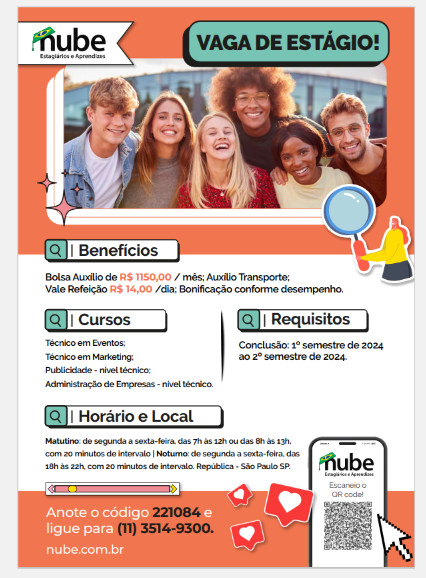 nube
Estagiários e Aprendizes
VAGA DE ESTÁGIO!
| Benefícios
Bolsa Auxílio de R$ 1150,00 / mês; Auxílio Transporte;
Vale Refeição R$ 14,00 /dia; Bonificação conforme desempenho.
| Cursos
Técnico em Eventos;
Técnico em Marketing;
Publicidade - nível técnico;
Administração de Empresas - nível técnico.
| Requisitos
Conclusão: 1º semestre de 2024
ao 2º semestre de 2024.
| Horário e Local
Matutino: de segunda a sexta-feira, das 7h às 12h ou das 8h às 13h,
com 20 minutos de intervalo | Noturno: segunda a sexta-feira, das
18h às 22h, com 20 minutos de intervalo. República - São Paulo SP.
Anote o código 221084 e
ligue para (11) 3514-9300.
nube.com.br
nube
Estagiários e Aprendizes
Escaneio o
QR code!